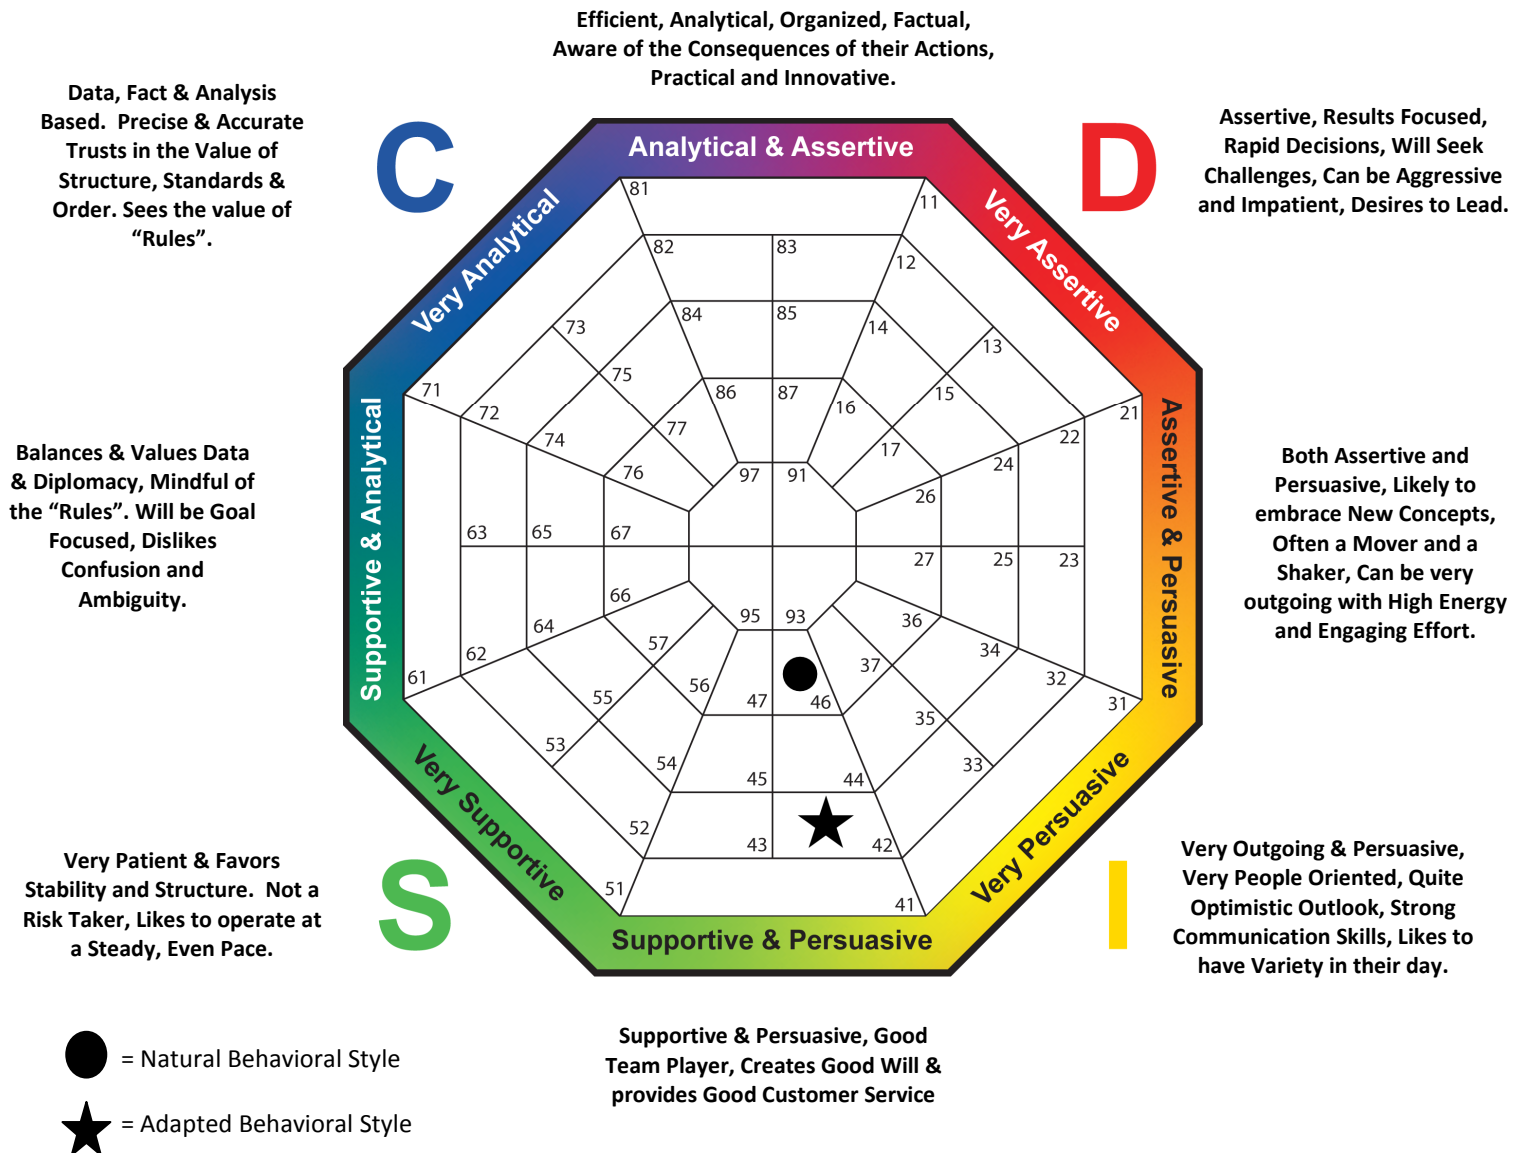 Efficient, Analytical, Organized, Factual,
Aware of the Consequences of their Actions,
Practical and Innovative.
Data, Fact & Analysis
Based.  Precise & Accurate
Trusts in the Value of
Structure, Standards &
Order. Sees the value of
“Rules”.
C
D
Assertive, Results Focused,
Rapid Decisions, Will Seek
Challenges, Can be Aggressive
and Impatient, Desires to Lead.
Analytical & Assertive
Very Analytical
Very Assertive
81
11
82
83
12
84
85
14
73
13
75
15
71
86
87
16
21
72
77
17
22
74
76
97
91
24
26
63
65
67
27
25
23
66
95
93
36
64
57
34
62
37
61
56
47
46
32
31
55
35
53
54
45
44
33
52
43
42
51
41
Supportive & Analytical
Assertive & Persuasive
Balances & Values Data
& Diplomacy, Mindful of
the “Rules”. Will be Goal
Focused, Dislikes
Confusion and
Ambiguity.
Both Assertive and
Persuasive, Likely to
embrace New Concepts,
Often a Mover and a
Shaker, Can be very
outgoing with High Energy
and Engaging Effort.
Very Supportive
Very Persuasive
Supportive & Persuasive
Very Patient & Favors
Stability and Structure.  Not a
Risk Taker, Likes to operate at
a Steady, Even Pace.
S
I
Very Outgoing & Persuasive,
Very People Oriented, Quite
Optimistic Outlook, Strong
Communication Skills, Likes to
have Variety in their day.
Supportive & Persuasive, Good
Team Player, Creates Good Will &
provides Good Customer Service
= Natural Behavioral Style
= Adapted Behavioral Style